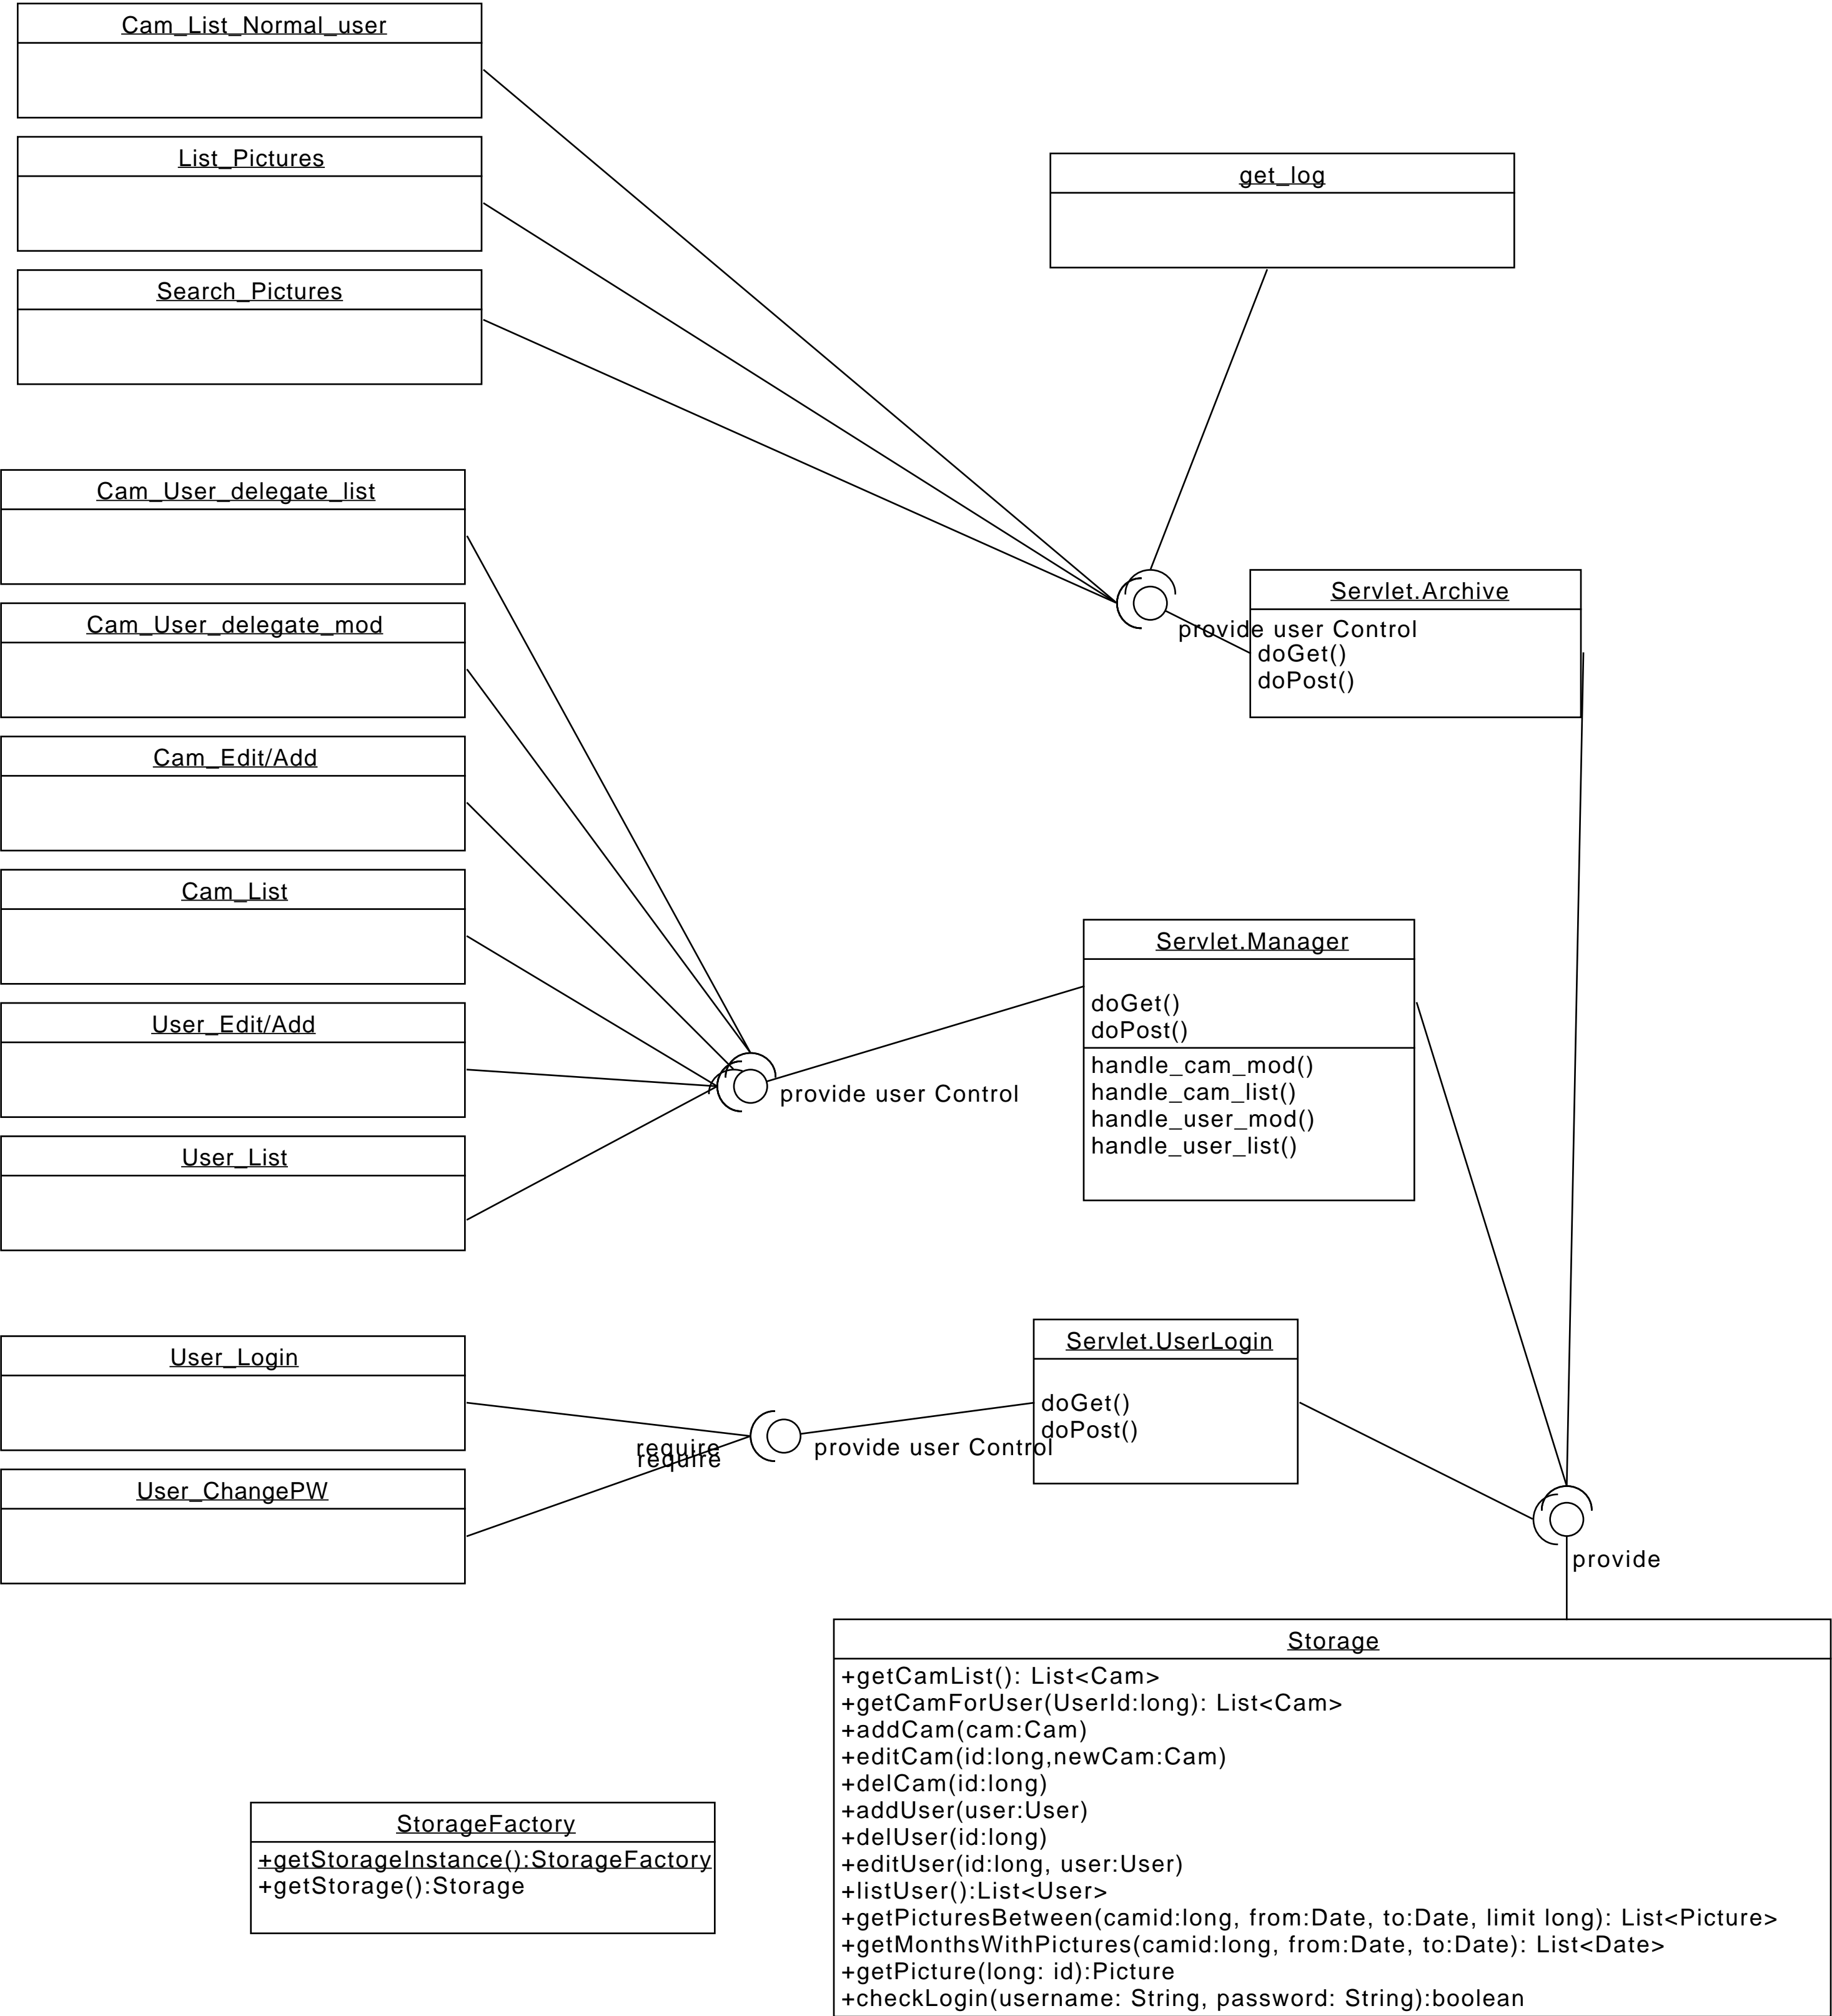 Cam_List_Normal_user
List_Pictures
Search_Pictures
get_log
Cam_User_delegate_list
Cam_User_delegate_mod
Cam_Edit/Add
Cam_List
User_Edit/Add
User_List
provide user Control
Servlet.Archive
doGet()
doPost()
provide user Control
Servlet.Manager
doGet()
doPost()
handle_cam_mod()
handle_cam_list()
handle_user_mod()
handle_user_list()
User_Login
User_ChangePW
require
require
provide user Control
Servlet.UserLogin
doGet()
doPost()
provide
StorageFactory
+getStorageInstance():StorageFactory
+getStorage():Storage
Storage
+getCamList(): List<Cam>
+getCamForUser(UserId:long): List<Cam>
+addCam(cam:Cam)
+editCam(id:long,newCam:Cam)
+delCam(id:long)
+addUser(user:User)
+delUser(id:long)
+editUser(id:long, user:User)
+listUser():List<User>
+getPicturesBetween(camid:long, from:Date, to:Date, limit long): List<Picture>
+getMonthsWithPictures(camid:long, from:Date, to:Date): List<Date>
+getPicture(long: id):Picture
+checkLogin(username: String, password: String):boolean